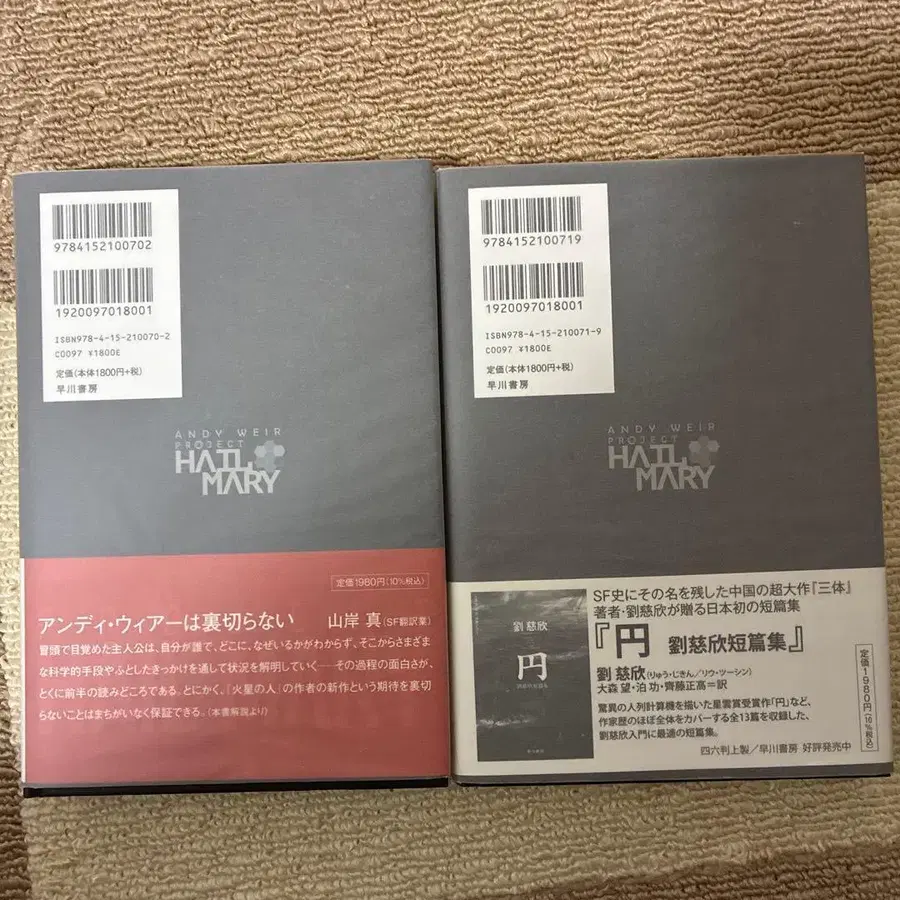 9784152100702
1920097018001
ISBN978-4-15-210070-2
C0097 ¥1800E
定価(本体1800円+税)
早川書房
ANDY WEIR
PROJECT
HAIL
MARY
定価1980円(10%税込)
アンディ・ウィアーは裏切らない 山岸 真(SF翻訳業)
冒頭で目覚めた主人公は、自分が誰で、どこに、なぜいるかがわからず、そこからさまざま
な科学的手段やふとしたきっかけを通して状況を解明していく――その過程の面白さが、
とくに前半の読みどころである。とにかく、『火星の人』の作者の新作という期待を裏切
らないことはまちがいなく保証できる。(本書解説より)
9784152100719
1920097018001
ISBN978-4-15-210071-9
C0097 ¥1800E
定価(本体1800円+税)
早川書房
ANDY WEIR
PROJECT
HAIL
MARY
SF史にその名を残した中国の超大作『三体』
著者・劉慈欣が贈る日本初の短篇集
『円 劉慈欣短篇集』
劉 慈欣(りゅう・じきん/リウ・ツーシン)
大森 望・泊 功・齊藤正高=訳
驚異の人列計算機を描いた星雲賞受賞作「円」など、
作家歴のほぼ全体をカバーする全13篇を収録した、
劉慈欣入門に最適の短篇集。
四六判上製/早川書房 好評発売中
定価1980円(10%税込)
劉 慈欣
円